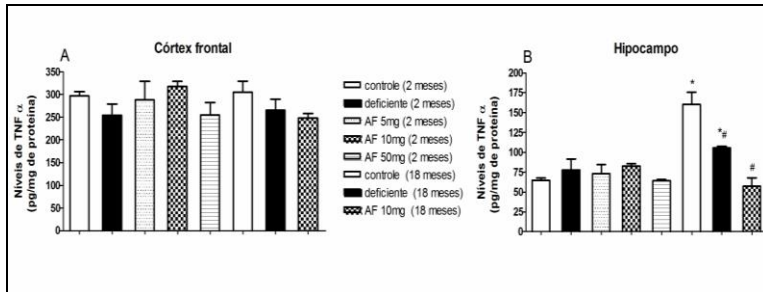 A
Córtex frontal
Níveis de TNF α
(pg/mg de proteína)
350
300
250
200
150
100
50
0
controle (2 meses)
deficiente (2 meses)
AF 5mg (2 meses)
AF 10mg (2 meses)
AF 50mg (2 meses)
controle (18 meses)
deficiente (18 meses)
AF 10mg (18 meses)
B
Hipocampo
Níveis de TNF α
(pg/mg de proteína)
200
175
150
125
100
75
50
25
0
*
*#
#